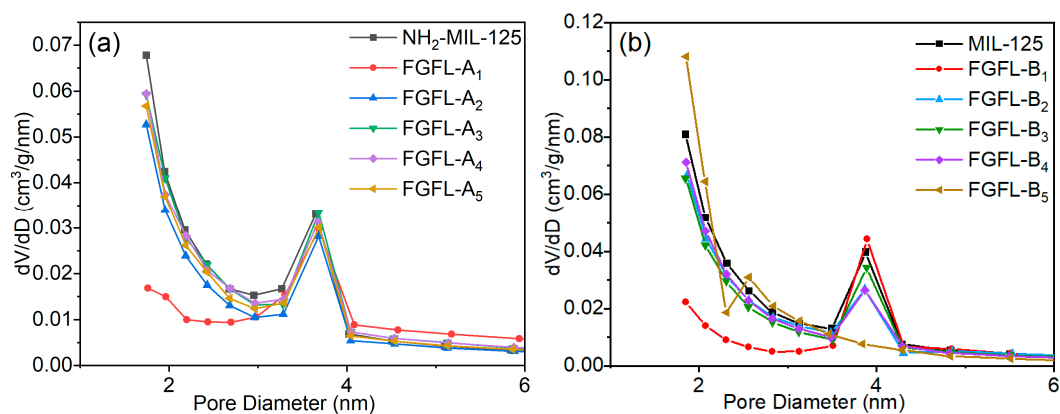 (a)
NH₂-MIL-125
FGFL-A₁
FGFL-A₂
FGFL-A₃
FGFL-A₄
FGFL-A₅
0.07
0.06
0.05
0.04
0.03
0.02
0.01
0.00
dV/dD (cm³/g/nm)
2 4 6
Pore Diameter (nm)
(b)
MIL-125
FGFL-B₁
FGFL-B₂
FGFL-B₃
FGFL-B₄
FGFL-B₅
0.12
0.10
0.08
0.06
0.04
0.02
0.00
dV/dD (cm³/g/nm)
2 4 6
Pore Diameter (nm)